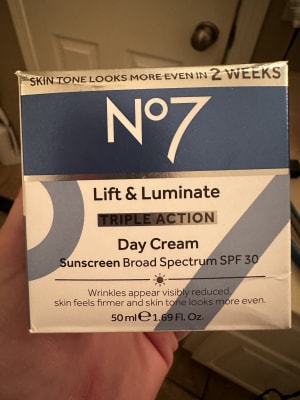 SKIN TONE LOOKS MORE EVEN IN 2 WEEKS
No7
Lift & Luminate
TRIPLE ACTION
Day Cream
Sunscreen Broad Spectrum SPF 30
Wrinkles appear visibly reduced,
skin feels firmer and skin tone looks more even.
50 ml ℮ 1.69 Fl. Oz.